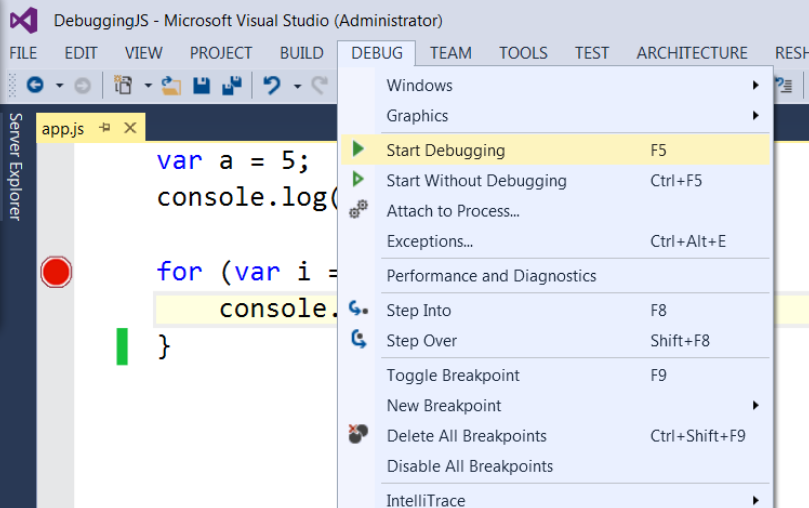 DebuggingJS - Microsoft Visual Studio (Administrator)
FILE EDIT VIEW PROJECT BUILD DEBUG TEAM TOOLS TEST ARCHITECTURE RESH
Server Explorer
app.js
var a = 5;
console.log(
for (var i =
console.
}
Windows
Graphics
Start Debugging F5
Start Without Debugging Ctrl+F5
Attach to Process...
Exceptions... Ctrl+Alt+E
Performance and Diagnostics
Step Into F8
Step Over Shift+F8
Toggle Breakpoint F9
New Breakpoint
Delete All Breakpoints Ctrl+Shift+F9
Disable All Breakpoints
IntelliTrace